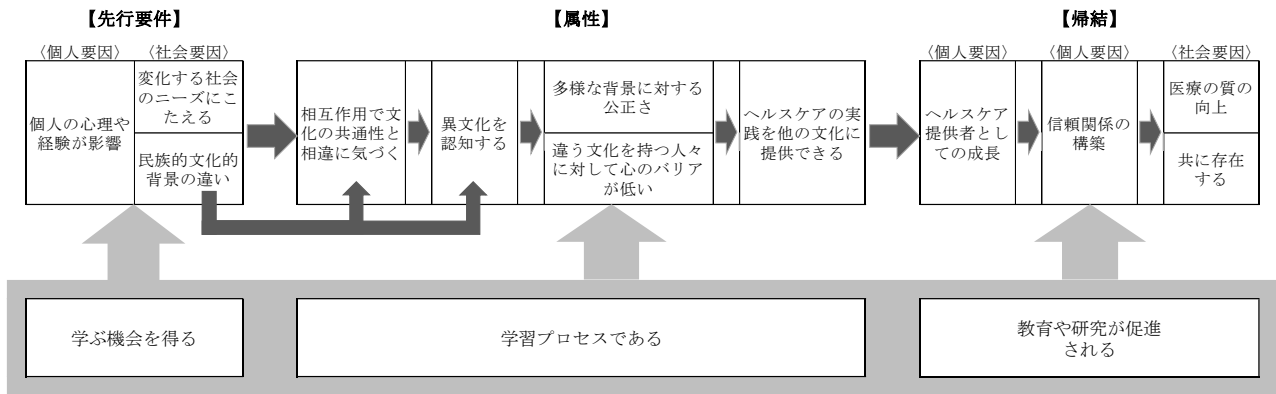 【先行要件】
【属性】
【帰結】
〈個人要因〉
〈社会要因〉
〈個人要因〉
〈個人要因〉
〈社会要因〉
個人の心理や
経験が影響
変化する社会
のニーズにこ
たえる
民族的文化的
背景の違い
相互作用で文
化の共通性と
相違に気づく
異文化を
認知する
多様な背景に対する
公正さ
違う文化を持つ人々
に対して心のバリア
が低い
ヘルスケアの実
践を他の文化に
提供できる
ヘルスケア
提供者とし
ての成長
信頼関係の
構築
医療の質の
向上
共に存在
する
学ぶ機会を得る
学習プロセスである
教育や研究が促進
される